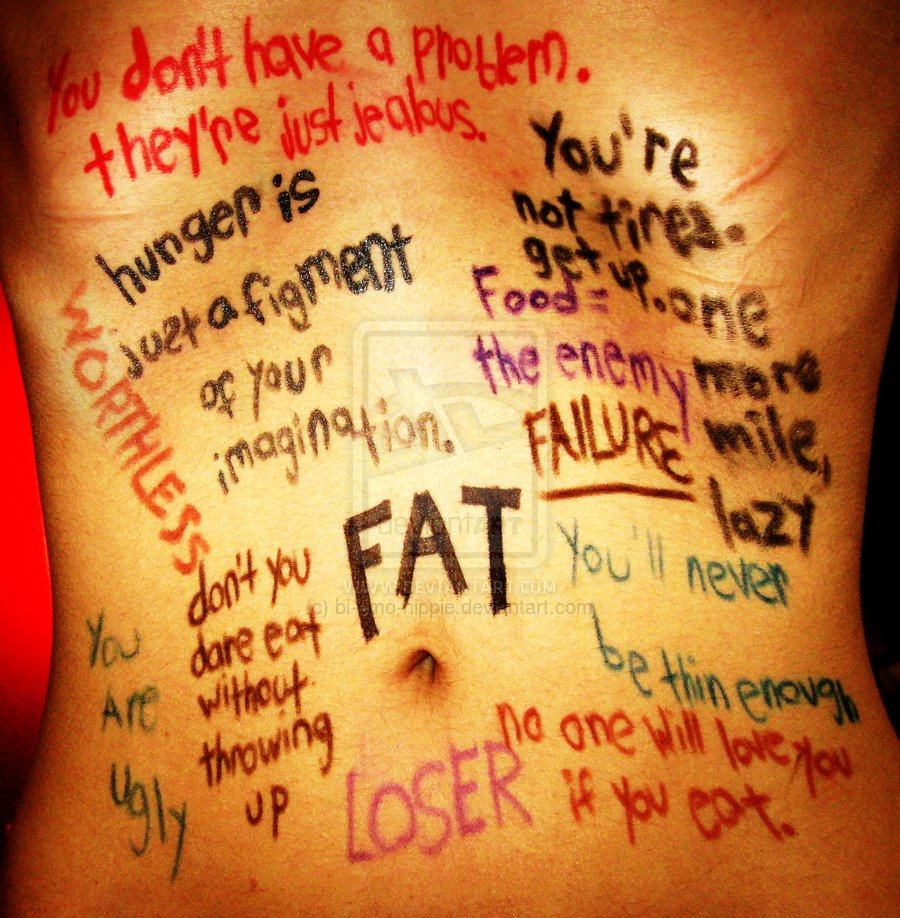 You don't have a problem.
they're just jealous.
hunger is
just a figment
of your
imagination.
You're
not tired.
get up. one
more
mile,
lazy
Food =
the enemy
FAILURE
WORTHLESS
FAT
don't you
dare eat
without
throwing
up
You'll never
be thin enough
You
Are
Ugly
LOSER
no one will love you
if you eat.
deviantART
WWW.DEVIANTART.COM
(c) bi-emo-hippie.deviantart.com